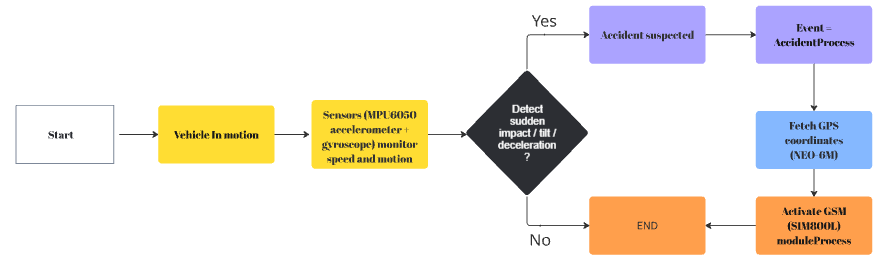 Start
Vehicle In motion
Sensors (MPU6050
accelerometer +
gyroscope) monitor
speed and motion
Detect
sudden
impact / tilt /
deceleration
?
Yes
Accident suspected
Event =
AccidentProcess
Fetch GPS
coordinates
(NEO-6M)
Activate GSM
(SIM800L)
moduleProcess
No
END